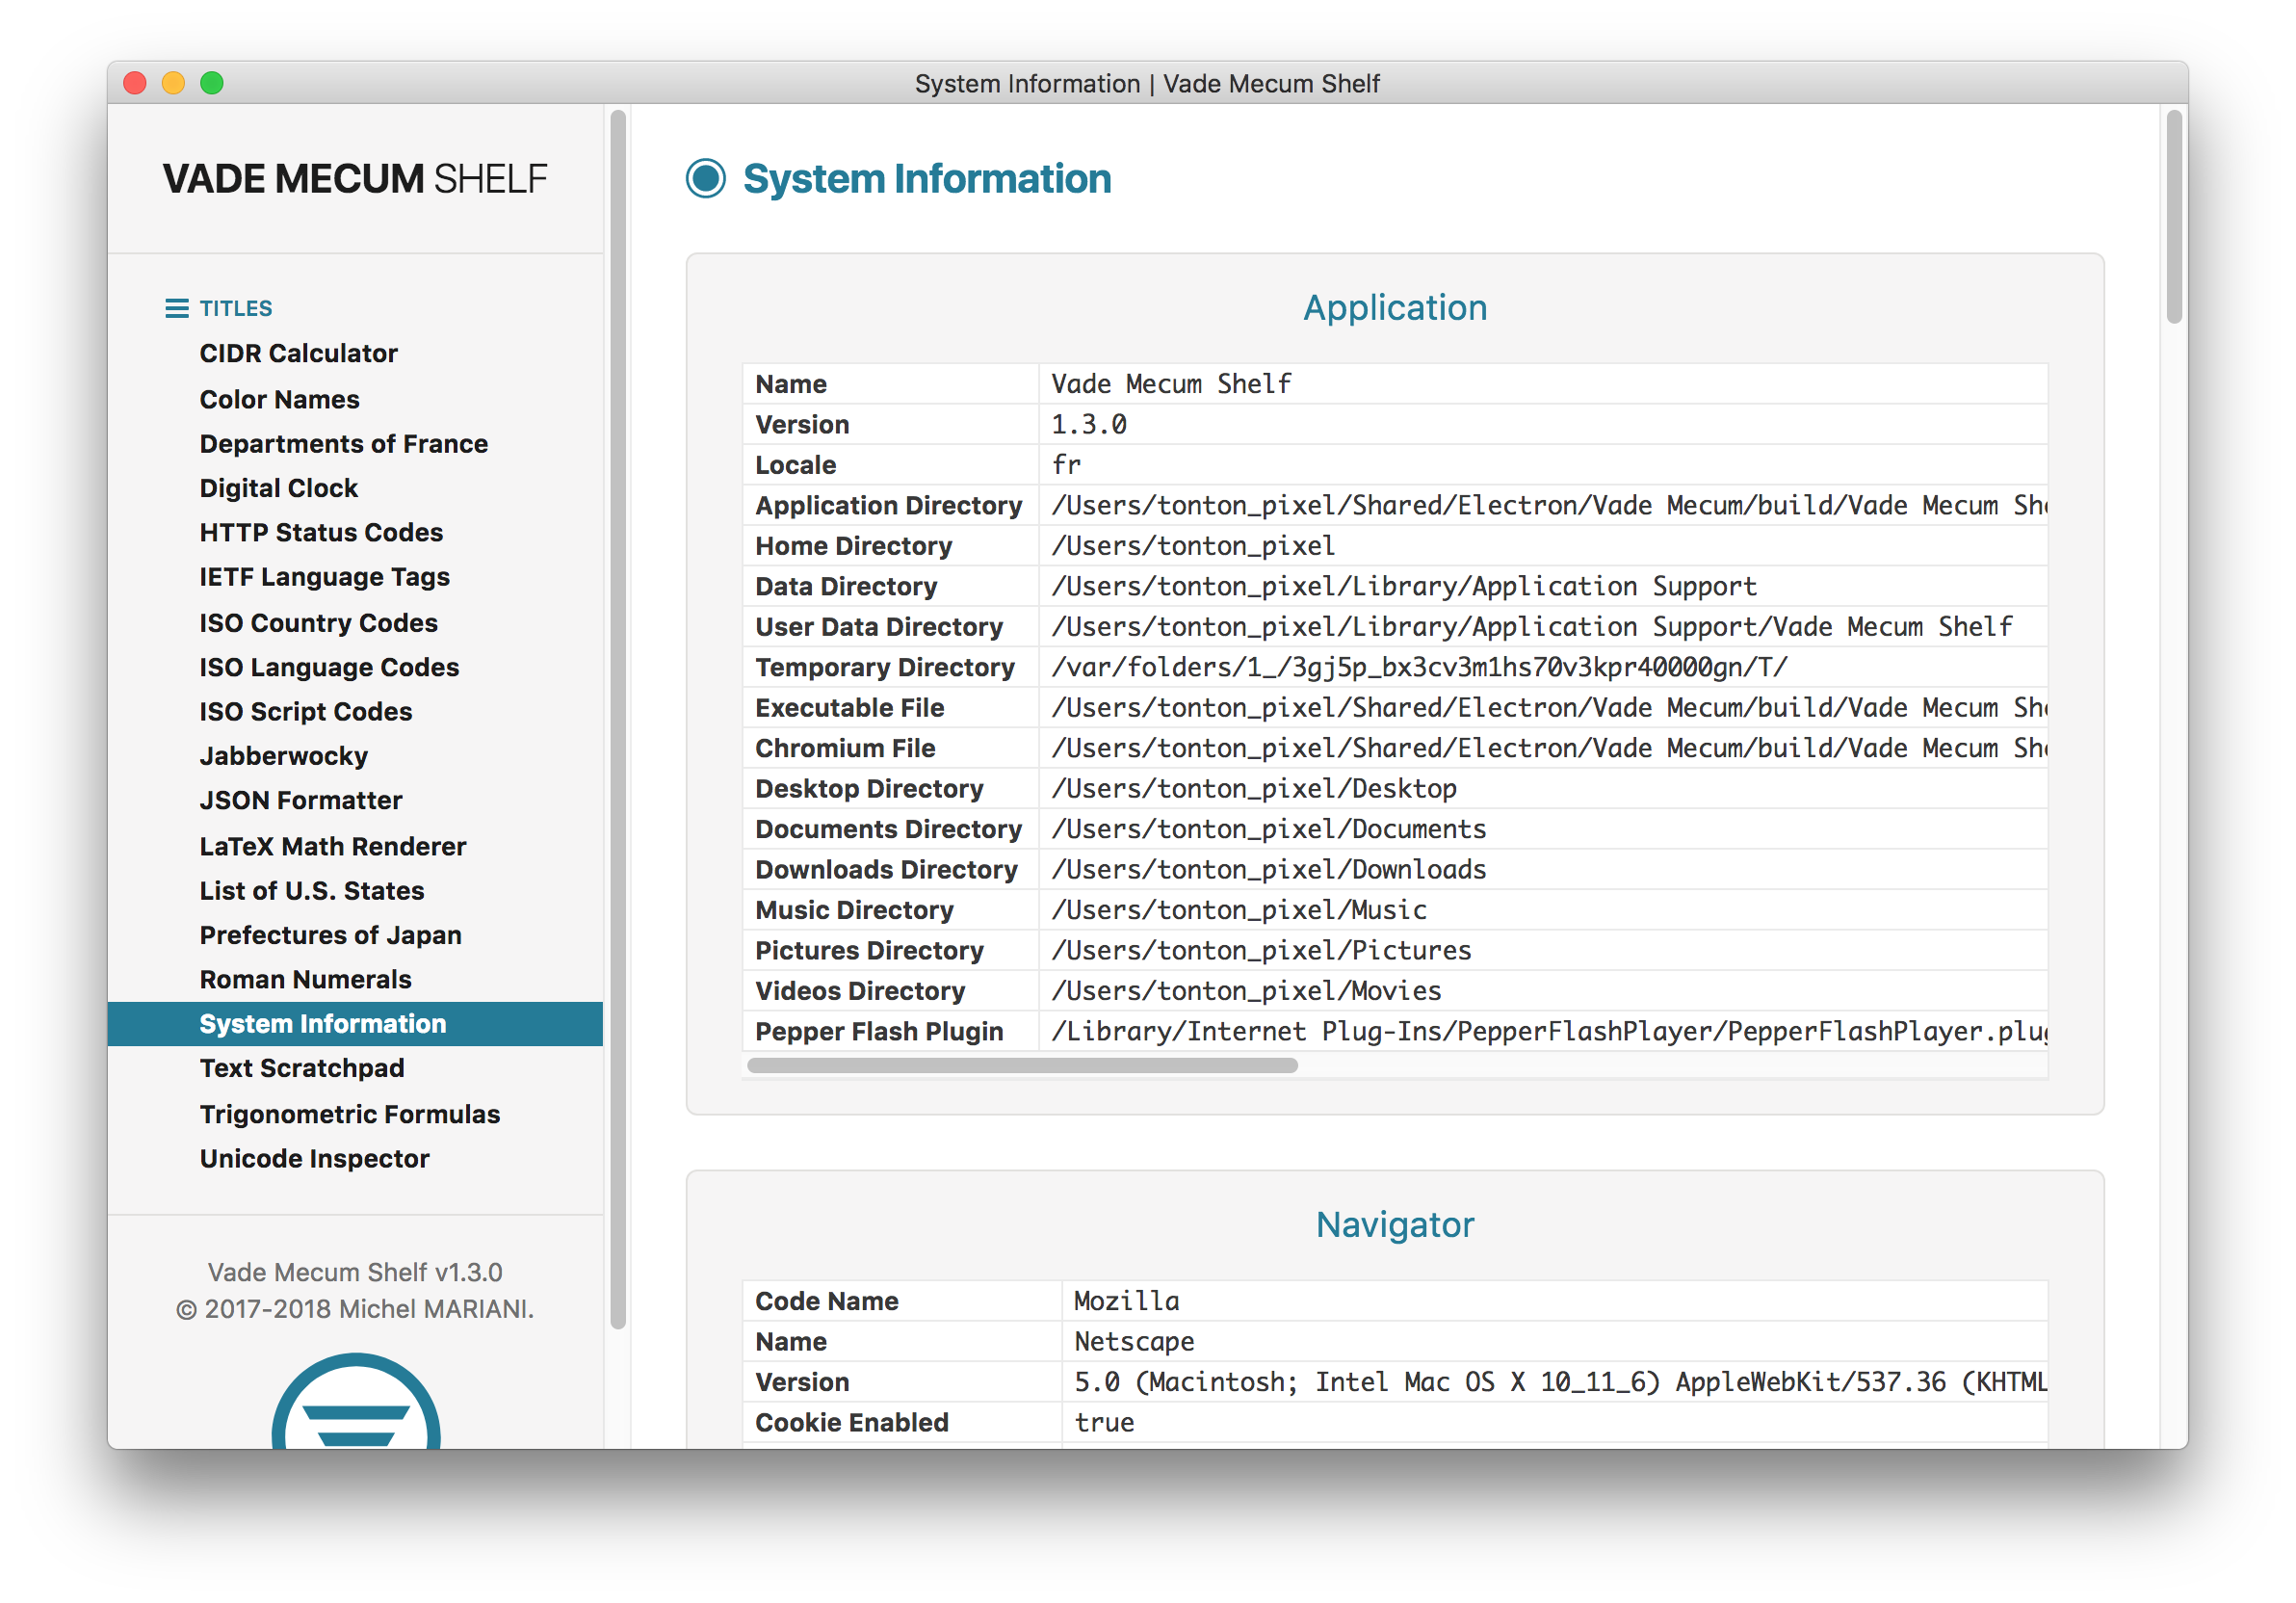 System Information | Vade Mecum Shelf
VADE MECUM SHELF
TITLES
CIDR Calculator
Color Names
Departments of France
Digital Clock
HTTP Status Codes
IETF Language Tags
ISO Country Codes
ISO Language Codes
ISO Script Codes
Jabberwocky
JSON Formatter
LaTeX Math Renderer
List of U.S. States
Prefectures of Japan
Roman Numerals
System Information
Text Scratchpad
Trigonometric Formulas
Unicode Inspector
Vade Mecum Shelf v1.3.0
© 2017-2018 Michel MARIANI.
System Information
Application
Name Vade Mecum Shelf
Version 1.3.0
Locale fr
Application Directory /Users/tonton_pixel/Shared/Electron/Vade Mecum/build/Vade Mecum
Home Directory /Users/tonton_pixel
Data Directory /Users/tonton_pixel/Library/Application Support
User Data Directory /Users/tonton_pixel/Library/Application Support/Vade Mecum Shelf
Temporary Directory /var/folders/1_/3gj5p_bx3cv3m1hs70v3kpr40000gn/T/
Executable File /Users/tonton_pixel/Shared/Electron/Vade Mecum/build/Vade Mecum
Chromium File /Users/tonton_pixel/Shared/Electron/Vade Mecum/build/Vade Mecum
Desktop Directory /Users/tonton_pixel/Desktop
Documents Directory /Users/tonton_pixel/Documents
Downloads Directory /Users/tonton_pixel/Downloads
Music Directory /Users/tonton_pixel/Music
Pictures Directory /Users/tonton_pixel/Pictures
Videos Directory /Users/tonton_pixel/Movies
Pepper Flash Plugin /Library/Internet Plug-Ins/PepperFlashPlayer/PepperFlashPlayer.plug
Navigator
Code Name Mozilla
Name Netscape
Version 5.0 (Macintosh; Intel Mac OS X 10_11_6) AppleWebKit/537.36 (KHTML
Cookie Enabled true